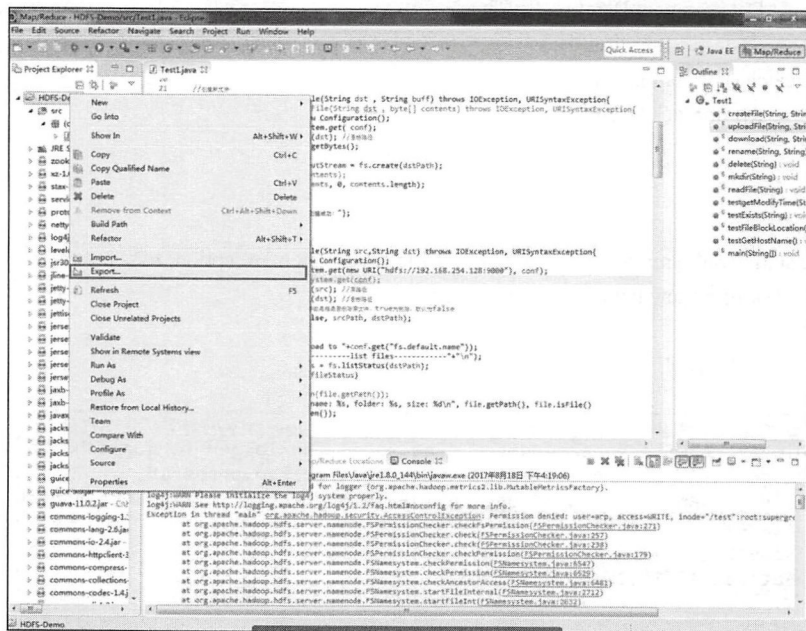 Map/Reduce - HDFS-Demo/src/Test1.java - Eclipse
File Edit Source Refactor Navigate Search Project Run Window Help
Quick Access
Java EE
Map/Reduce
Project Explorer
HDFS-De
src
JRE S
zook
xz-1.
stax-
servl
proto
netty
log4j
level
jsr30
jline-
jetty-
jetty-
jettis
jerse
jerse
jerse
jerse
jaxb-
jaxb-
javax
jacks
jacks
jacks
jacks
guice
guava-11.0.2.jar
commons-logging-1.
commons-lang-2.6.ja
commons-io-2.4.jar
commons-httpclient-3
commons-compress-
commons-collections-
commons-codec-1.4.j
New
Go Into
Show In Alt+Shift+W
Copy Ctrl+C
Copy Qualified Name
Paste Ctrl+V
Delete Delete
Remove from Context Ctrl+Alt+Shift+Down
Build Path
Refactor Alt+Shift+T
Import...
Export...
Refresh F5
Close Project
Close Unrelated Projects
Validate
Show in Remote Systems view
Run As
Debug As
Profile As
Restore from Local History...
Team
Compare With
Configure
Source
Properties Alt+Enter
Test1.java
21
le(String dst , String buff) throws IOException, URISyntaxException{
File(String dst , byte[] contents) throws IOException, URISyntaxException{
w Configuration();
tem.get( conf);
(dst);
getBytes();
utStream = fs.create(dstPath);
ntents);
ents, 0, contents.length);
"};
le(String src,String dst) throws IOException, URISyntaxException{
w Configuration();
tem.get(new URI("hdfs://192.168.254.128:9000"), conf);
ystem.get(conf);
(src);
(dst);
false
lse, srcPath, dstPath);
oad to "+conf.get("fs.default.name"));
list files
s = fs.listStatus(dstPath);
fileStatus)
n(file.getPath());
name: %s, folder: %s, size: %d\n", file.getPath(), file.isFile()
en());
Outline
Test1
createFile(String, Stri
uploadFile(String, Stri
download(String, Stri
rename(String, String)
delete(String) : void
mkdir(String) : void
readFile(String) : void
testgetModifyTime(St
testExists(String) : voi
testFileBlockLocation(
testGetHostName() :
main(String[]) : void
Map/Reduce Locations Console
gram Files\Java\jre1.8.0_144\bin\javaw.exe (2017年8月18日 下午4:19:06)
d for logger (org.apache.hadoop.metrics2.lib.MutableMetricsFactory).
log4j:WARN Please initialize the log4j system properly.
log4j:WARN See http://logging.apache.org/log4j/1.2/faq.html#noconfig for more info.
Exception in thread "main" org.apache.hadoop.security.AccessControlException: Permission denied: user=arp, access=WRITE, inode="/test":root:supergro
at org.apache.hadoop.hdfs.server.namenode.FSPermissionChecker.checkFsPermission(FSPermissionChecker.java:271)
at org.apache.hadoop.hdfs.server.namenode.FSPermissionChecker.check(FSPermissionChecker.java:257)
at org.apache.hadoop.hdfs.server.namenode.FSPermissionChecker.check(FSPermissionChecker.java:238)
at org.apache.hadoop.hdfs.server.namenode.FSPermissionChecker.checkPermission(FSPermissionChecker.java:179)
at org.apache.hadoop.hdfs.server.namenode.FSNamesystem.checkPermission(FSNamesystem.java:6547)
at org.apache.hadoop.hdfs.server.namenode.FSNamesystem.checkPermission(FSNamesystem.java:6529)
at org.apache.hadoop.hdfs.server.namenode.FSNamesystem.checkAncestorAccess(FSNamesystem.java:6481)
at org.apache.hadoop.hdfs.server.namenode.FSNamesystem.startFileInternal(FSNamesystem.java:2712)
at org.apache.hadoop.hdfs.server.namenode.FSNamesystem.startFileInt(FSNamesystem.java:2632)
HDFS-Demo